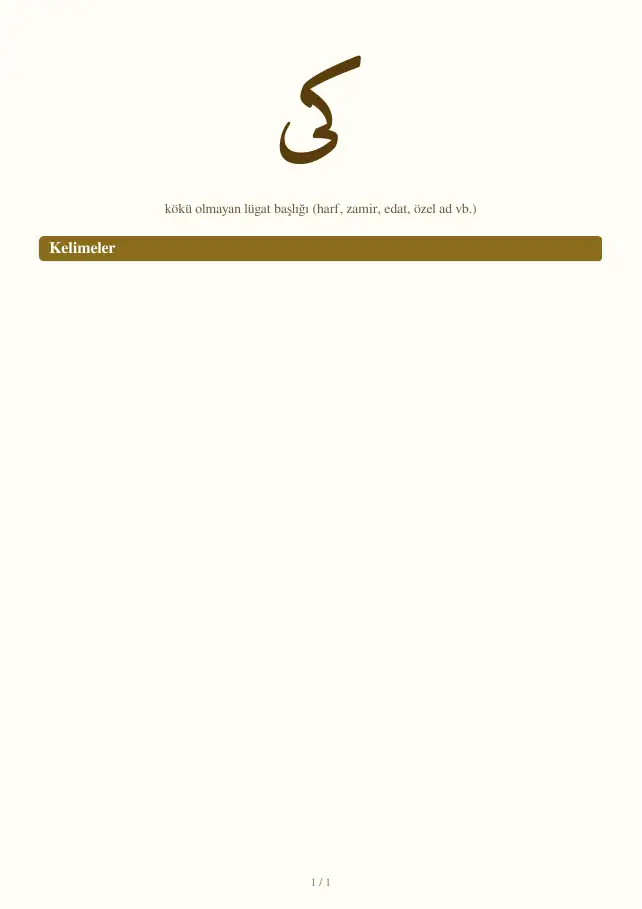 كى
kökü olmayan lügat başlığı (harf, zamir, edat, özel ad vb.)
Kelimeler
1 / 1